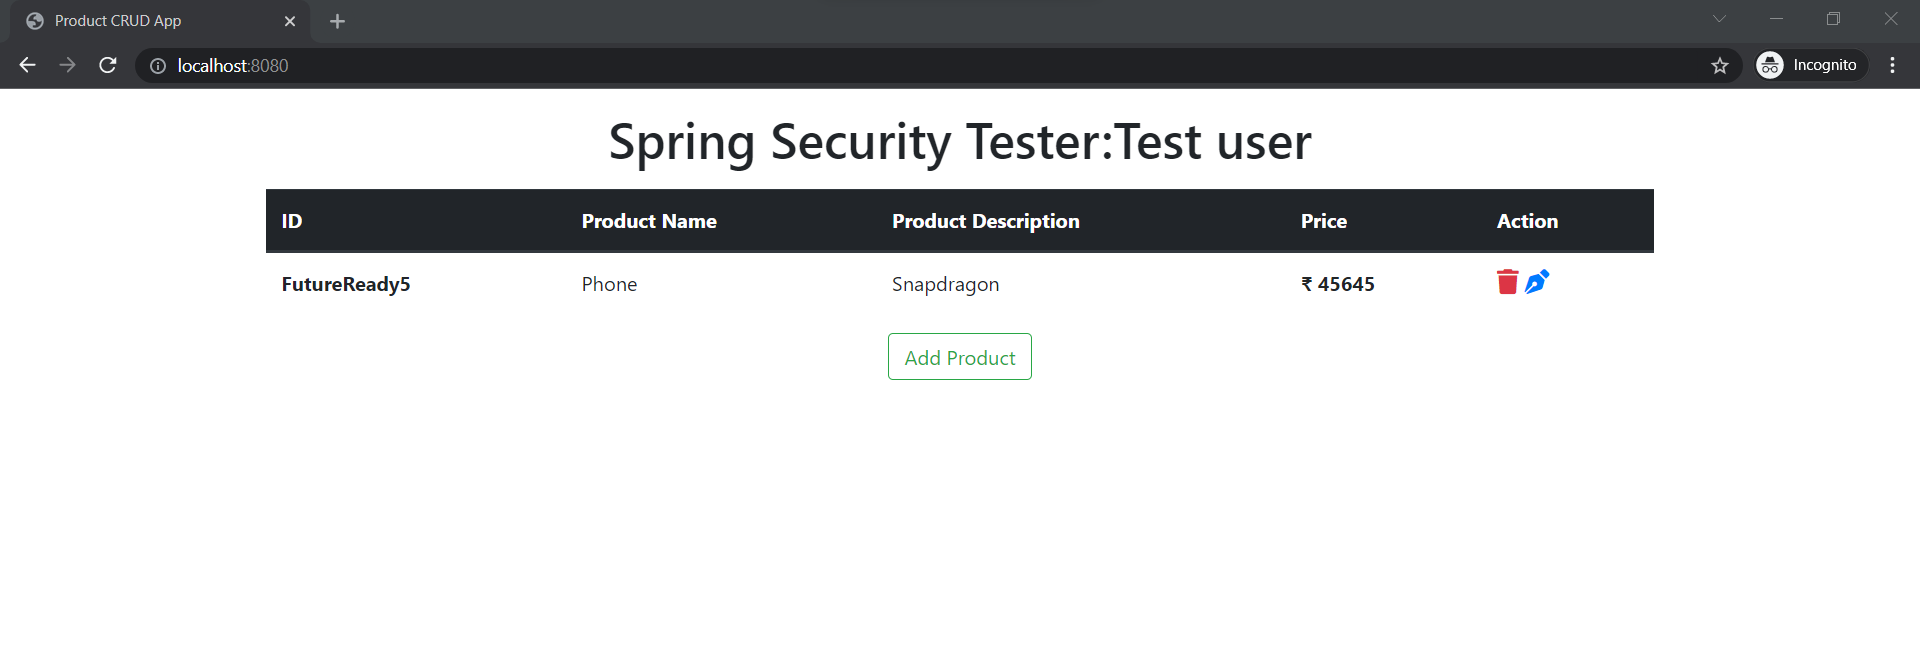 Product CRUD App
localhost:8080
Incognito
Spring Security Tester:Test user
ID Product Name Product Description Price Action
FutureReady5 Phone Snapdragon ₹ 45645
Add Product